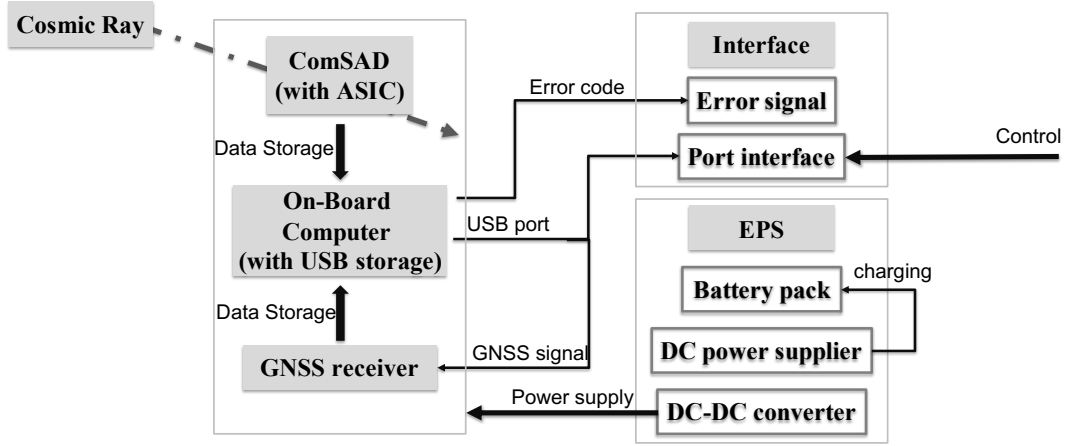 Cosmic Ray
ComSAD
(with ASIC)
Data Storage
On-Board
Computer
(with USB storage)
Data Storage
GNSS receiver
Error code
USB port
GNSS signal
Power supply
Interface
Error signal
Port interface
Control
EPS
charging
Battery pack
DC power supplier
DC-DC converter